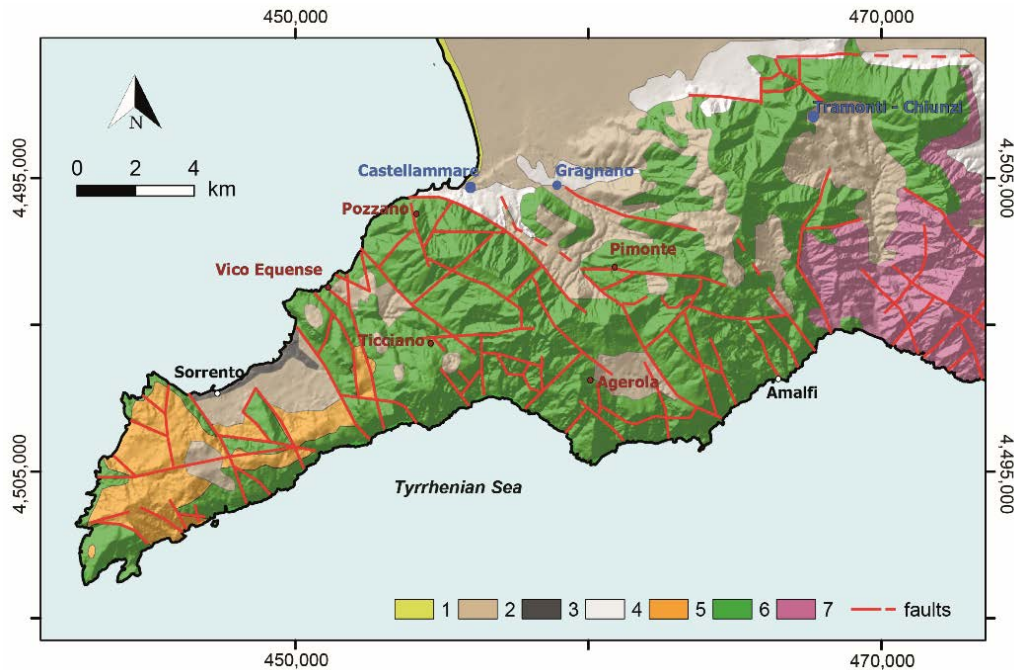 450,000
470,000
N
0 2 4
km
4,495,000
4,505,000
Tramonti - Chiunzi
Castellammare
Gragnano
Pozzano
Pimonte
Vico Equense
Ticciano
Sorrento
Agerola
Amalfi
4,505,000
4,495,000
Tyrrhenian Sea
1 2 3 4 5 6 7 faults
450,000
470,000